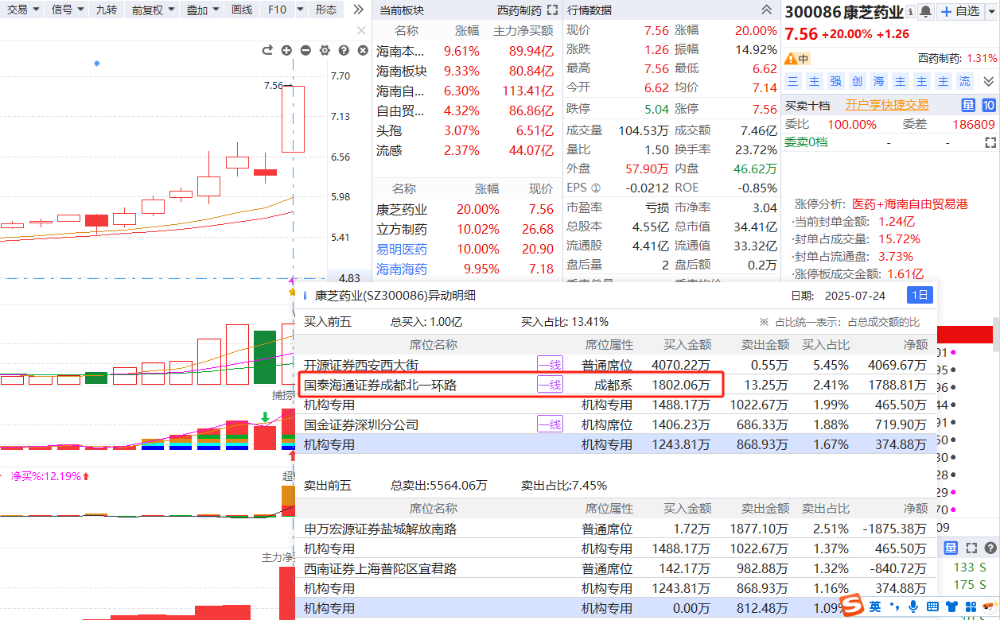 交易 信号 九转 前复权 叠加 画线 F10 形态
7.56
7.70
7.13
6.56
5.98
5.41
4.83
捕捞
净买%:12.19%
超
主力净
当前板块 西药制药
名称 涨幅 主力净买额
海南本... 9.61% 89.94亿
海南板块 9.33% 80.84亿
海南自... 6.30% 113.41亿
自由贸... 4.32% 86.86亿
头孢 3.07% 6.51亿
流感 2.37% 44.07亿
名称 涨幅 现价
康芝药业 20.00% 7.56
立方制药 10.02% 26.68
易明医药 10.00% 20.90
海南海药 9.95% 7.18
行情数据
现价 7.56 涨幅 20.00%
涨跌 1.26 振幅 14.92%
最高 7.56 最低 6.62
今开 6.62 均价 7.14
跌停 5.04 涨停 7.56
成交量 104.53万 成交额 7.46亿
量比 1.50 换手率 23.72%
外盘 57.90万 内盘 46.62万
EPS ① -0.0212 ROE -0.85%
市盈率 亏损 市净率 3.04
总股本 4.55亿 总市值 34.41亿
流通股 4.41亿 流通值 33.32亿
盘后量 2 盘后额 0.2万
300086 康芝药业 自选
7.56 +20.00% +1.26
中 西药制药: 1.31%
三 主 强 创 海 主 主 主 流
买卖十档 开户享快捷交易 量 10
委比 100.00% 委差 186809
委卖0档 - -
涨停分析: 医药+海南自由贸易港
·当前封单金额: 1.24亿
·封单占成交量: 15.72%
·封单占流通盘: 3.73%
·涨停板成交金额: 1.61亿
康芝药业(SZ300086)异动明细 日期: 2025-07-24 1日
买入前五 总买入: 1.00亿 买入占比: 13.41% ※ 占比统一表示: 占总成交额的比
席位名称 席位属性 买入金额 卖出金额 买入占比 净额
开源证券西安西大街 一线 普通席位 4070.22万 0.55万 5.45% 4069.67万
国泰海通证券成都北一环路 一线 成都系 1802.06万 13.25万 2.41% 1788.81万
机构专用 机构专用 1488.17万 1022.67万 1.99% 465.50万
国金证券深圳分公司 一线 机构席位 1406.23万 686.33万 1.88% 719.90万
机构专用 机构专用 1243.81万 868.93万 1.67% 374.88万
卖出前五 总卖出:5564.06万 卖出占比:7.45%
席位名称 席位属性 买入金额 卖出金额 卖出占比 净额
申万宏源证券盐城解放南路 普通席位 1.72万 1877.10万 2.51% -1875.38万
机构专用 机构专用 1488.17万 1022.67万 1.37% 465.50万
西南证券上海普陀区宜君路 普通席位 142.17万 982.88万 1.32% -840.72万
机构专用 机构专用 1243.81万 868.93万 1.16% 374.88万
机构专用 机构专用 0.00万 812.48万 1.09%
量
133 S
175 S
S 英